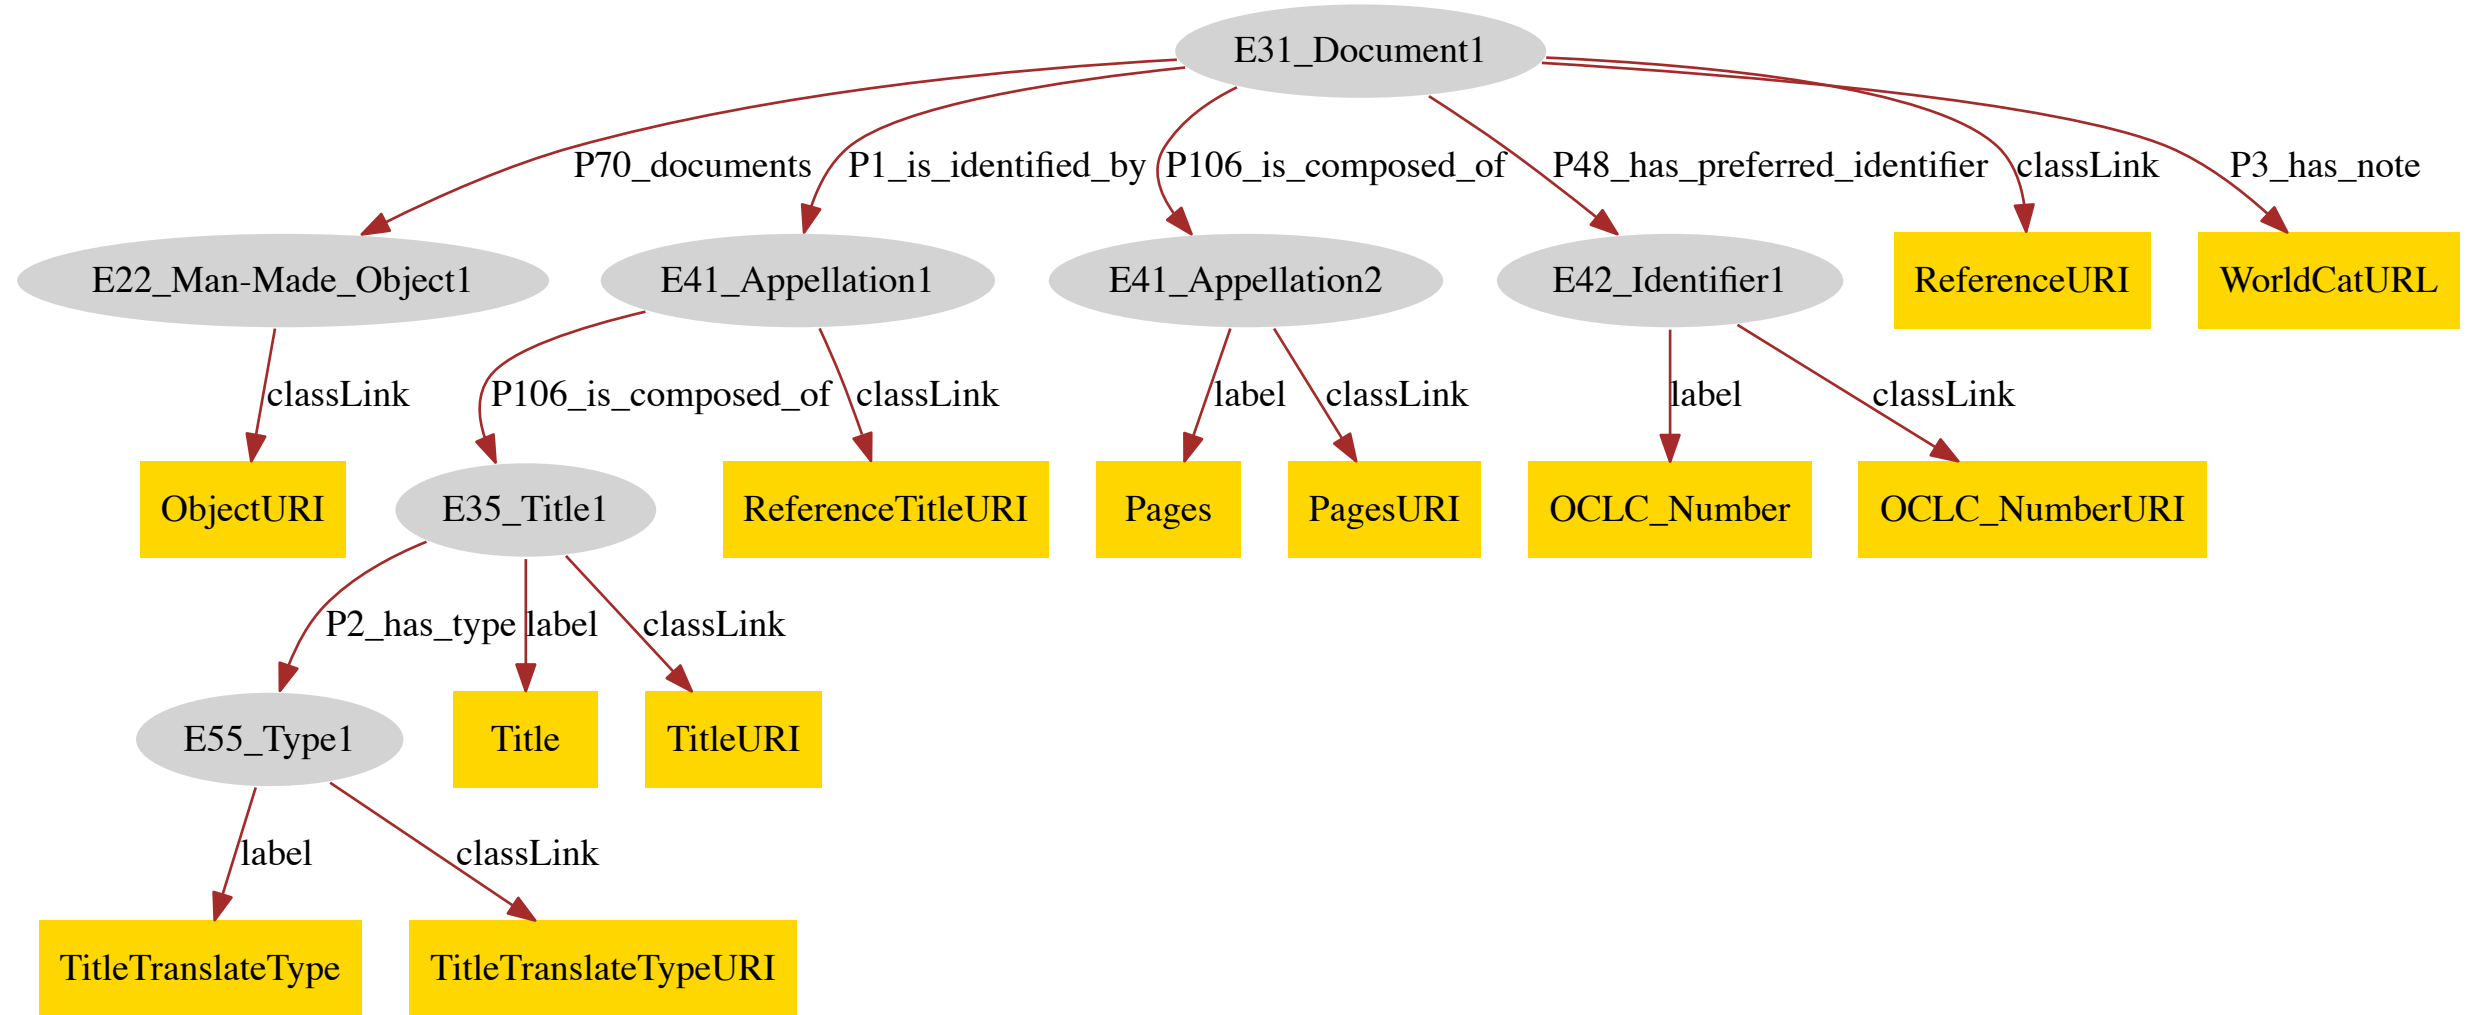 E31_Document1
P70_documents
P1_is_identified_by
P106_is_composed_of
P48_has_preferred_identifier
classLink
P3_has_note
E22_Man-Made_Object1
E41_Appellation1
E41_Appellation2
E42_Identifier1
ReferenceURI
WorldCatURL
classLink
P106_is_composed_of
classLink
label
classLink
label
classLink
ObjectURI
E35_Title1
ReferenceTitleURI
Pages
PagesURI
OCLC_Number
OCLC_NumberURI
P2_has_type
label
classLink
E55_Type1
Title
TitleURI
label
classLink
TitleTranslateType
TitleTranslateTypeURI